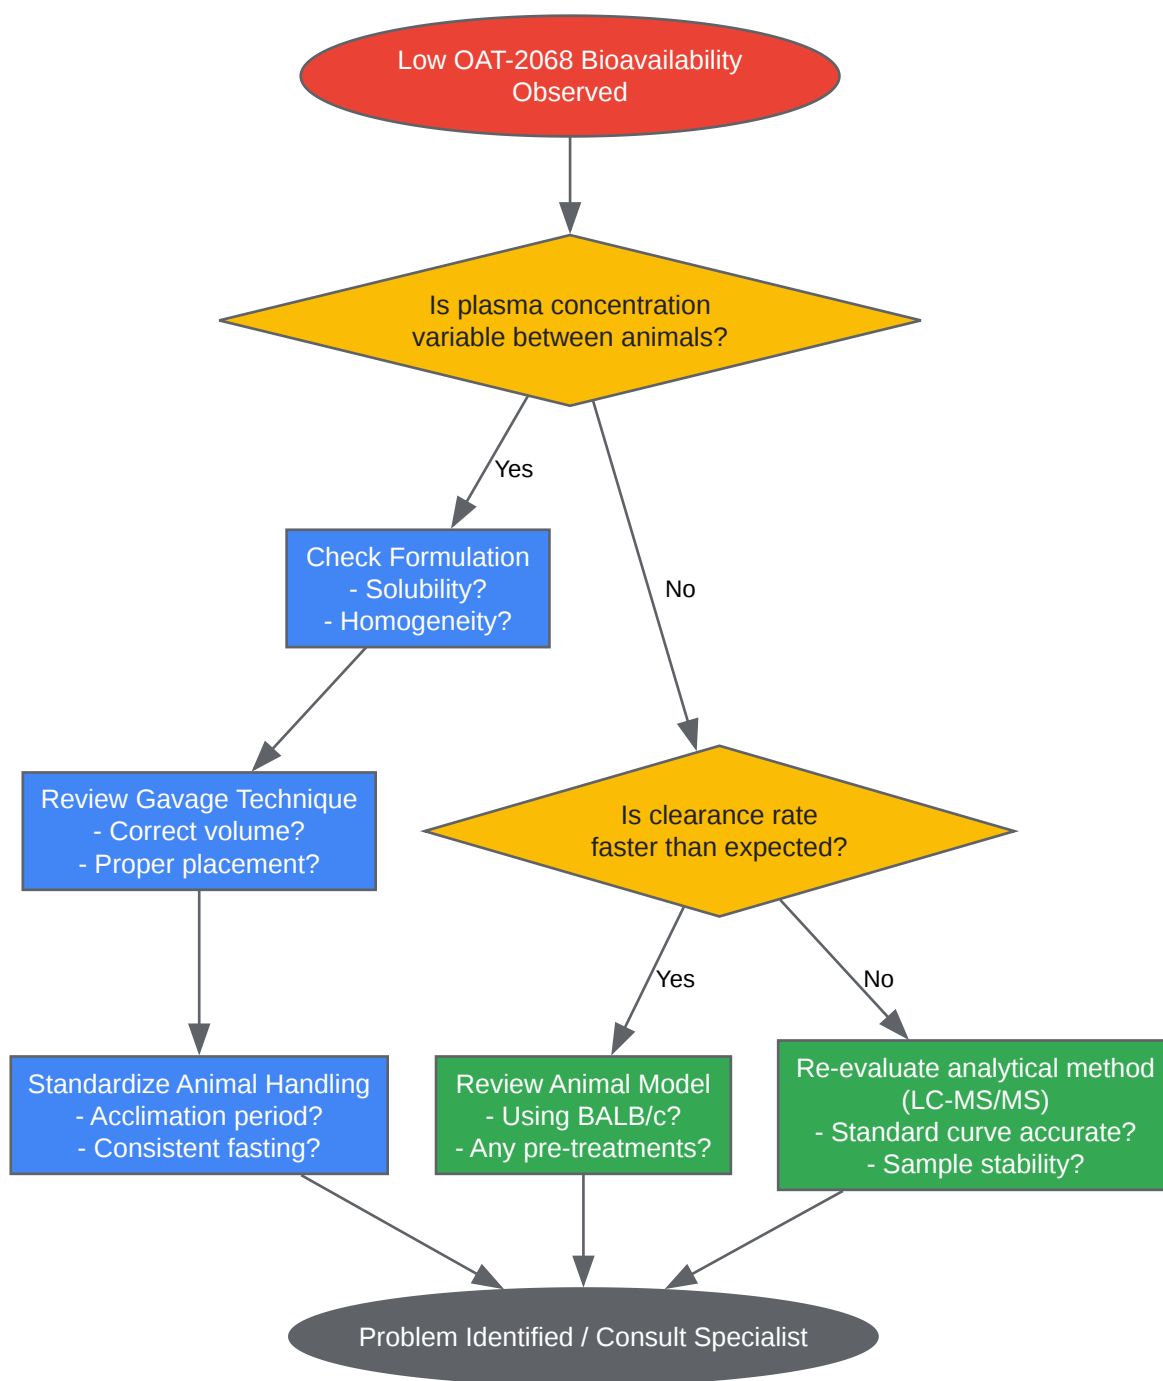 Low OAT-2068 Bioavailability
Observed
Is plasma concentration
variable between animals?
Yes
No
Check Formulation
- Solubility?
- Homogeneity?
Review Gavage Technique
- Correct volume?
- Proper placement?
Is clearance rate
faster than expected?
Yes
No
Standardize Animal Handling
- Acclimation period?
- Consistent fasting?
Review Animal Model
- Using BALB/c?
- Any pre-treatments?
Re-evaluate analytical method
(LC-MS/MS)
- Standard curve accurate?
- Sample stability?
Problem Identified / Consult Specialist